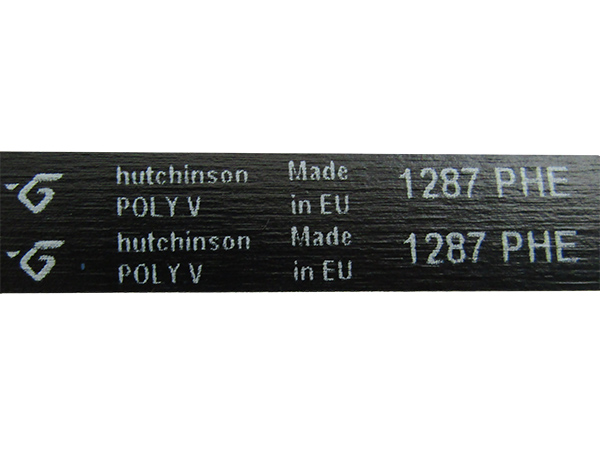 hutchinson Made 1287 PHE
POLY V in EU
hutchinson Made 1287 PHE
POLY V in EU